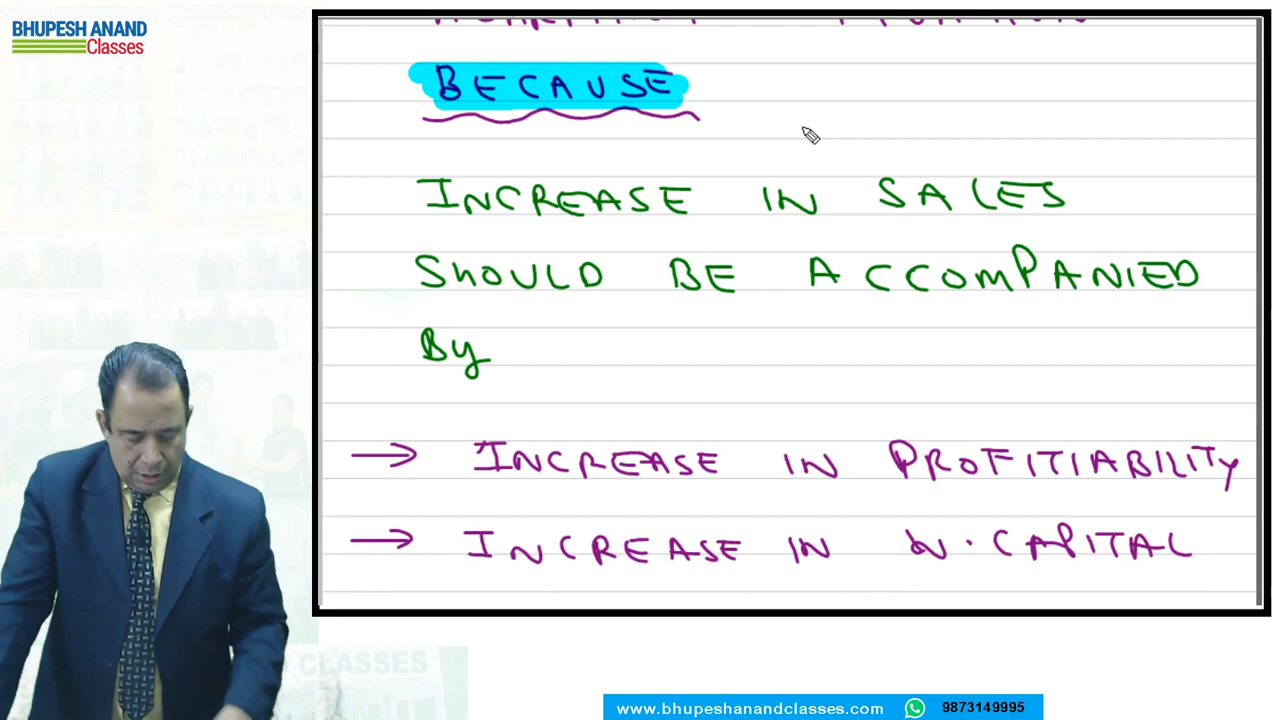 BHUPESH ANAND
Classes
BECAUSE
INCREASE IN SALES
SHOULD BE ACCOMPANIED
By
→ INCREASE IN PROFITIABILITY
→ INCREASE IN W. CAPITAL
CLASSES
www.bhupeshanandclasses.com 9873149995